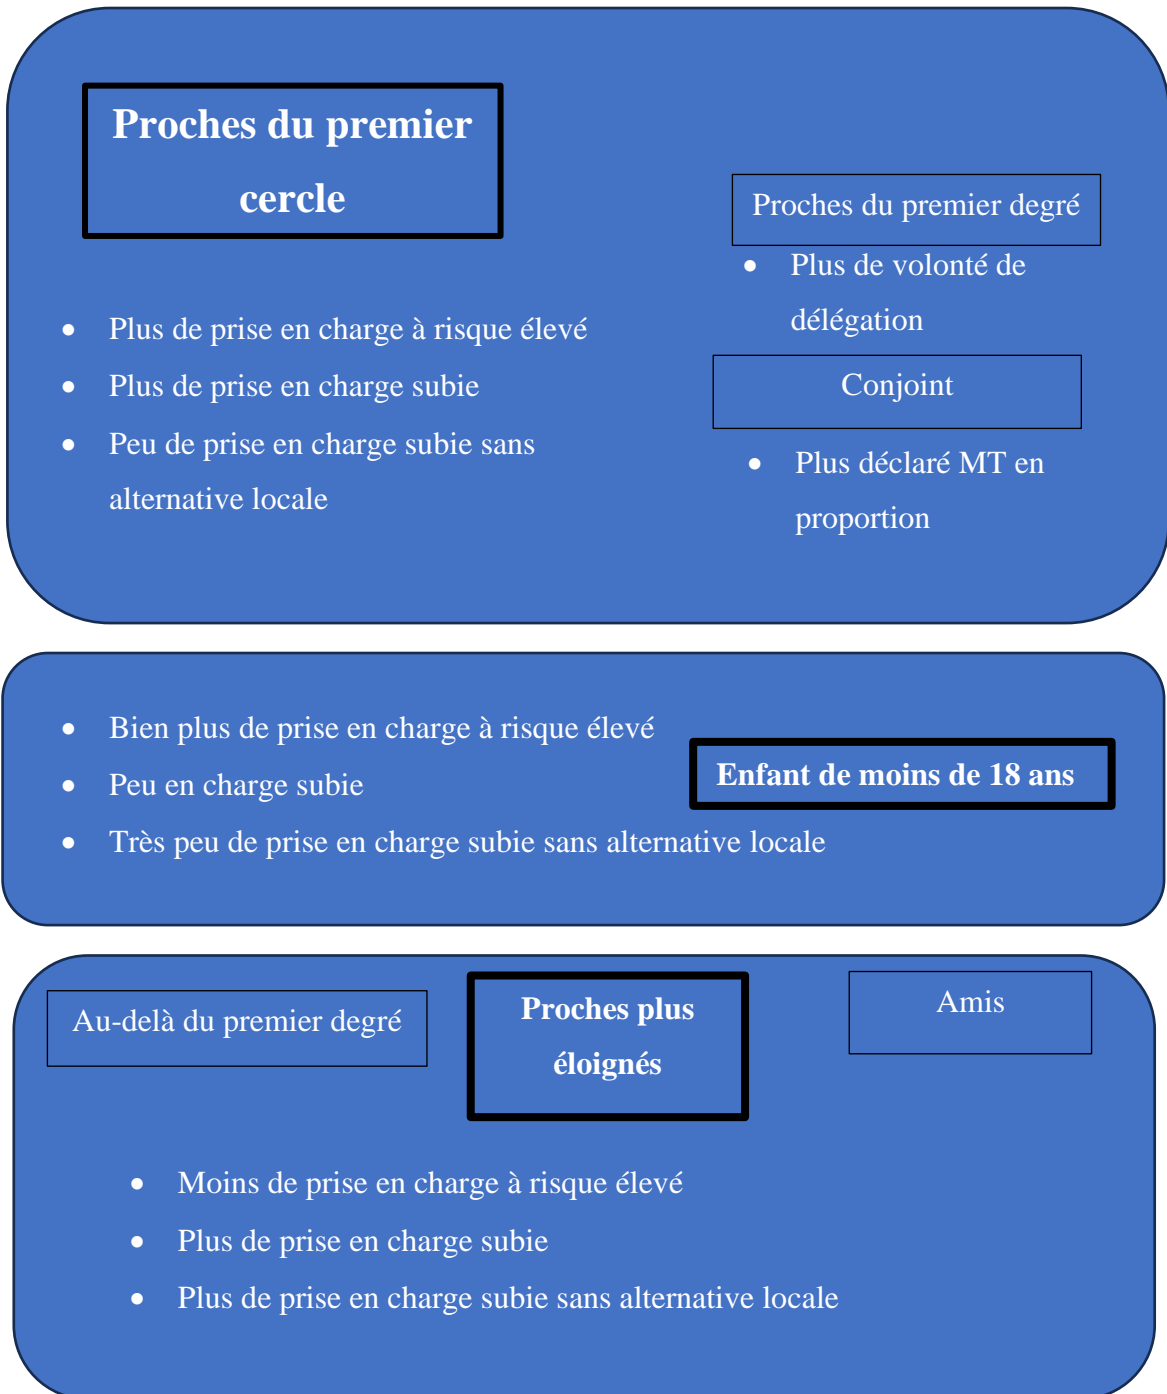 Proches du premier
cercle
• Plus de prise en charge à risque élevé
• Plus de prise en charge subie
• Peu de prise en charge subie sans
alternative locale
Proches du premier degré
• Plus de volonté de
délégation
Conjoint
• Plus déclaré MT en
proportion
• Bien plus de prise en charge à risque élevé
• Peu en charge subie
• Très peu de prise en charge subie sans alternative locale
Enfant de moins de 18 ans
Au-delà du premier degré
Proches plus
éloignés
Amis
• Moins de prise en charge à risque élevé
• Plus de prise en charge subie
• Plus de prise en charge subie sans alternative locale